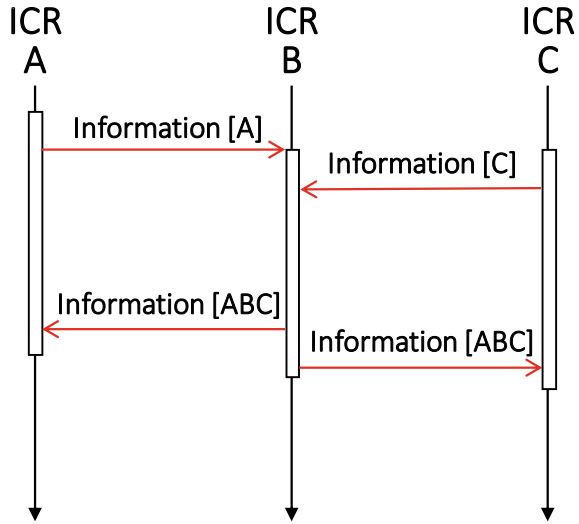 ICR
A
ICR
B
ICR
C
Information [A]
Information [C]
Information [ABC]
Information [ABC]